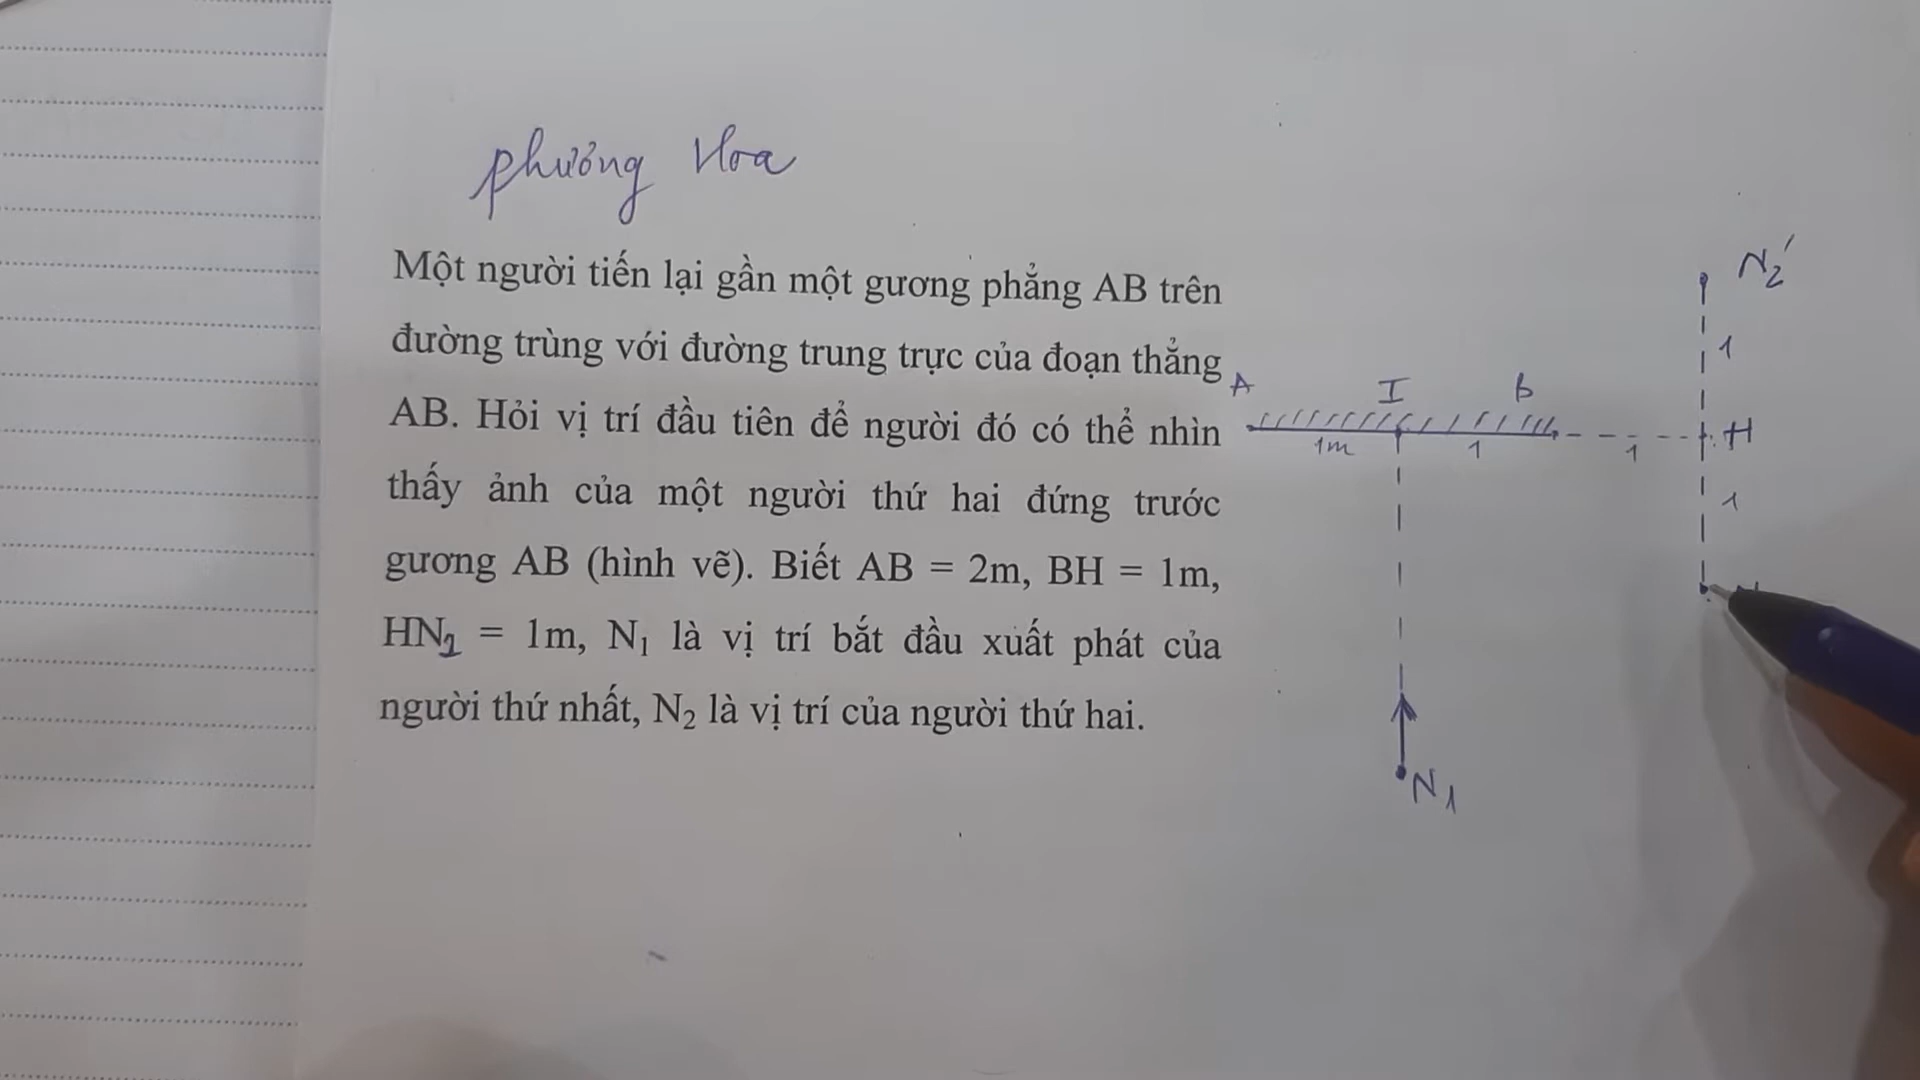 phương Hoa
Một người tiến lại gần một gương phẳng AB trên
đường trùng với đường trung trực của đoạn thẳng
AB. Hỏi vị trí đầu tiên để người đó có thể nhìn
thấy ảnh của một người thứ hai đứng trước
gương AB (hình vẽ). Biết AB = 2m, BH = 1m,
HN₂ = 1m, N₁ là vị trí bắt đầu xuất phát của
người thứ nhất, N₂ là vị trí của người thứ hai.
N₂'
1
A I B
1m 1 1 H
1
N₁